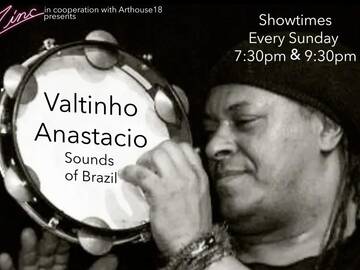 Zinc
in cooperation with Arthouse18
presents
Showtimes
Every Sunday
7:30pm & 9:30pm
Valtinho
Anastacio
Sounds
of Brazil